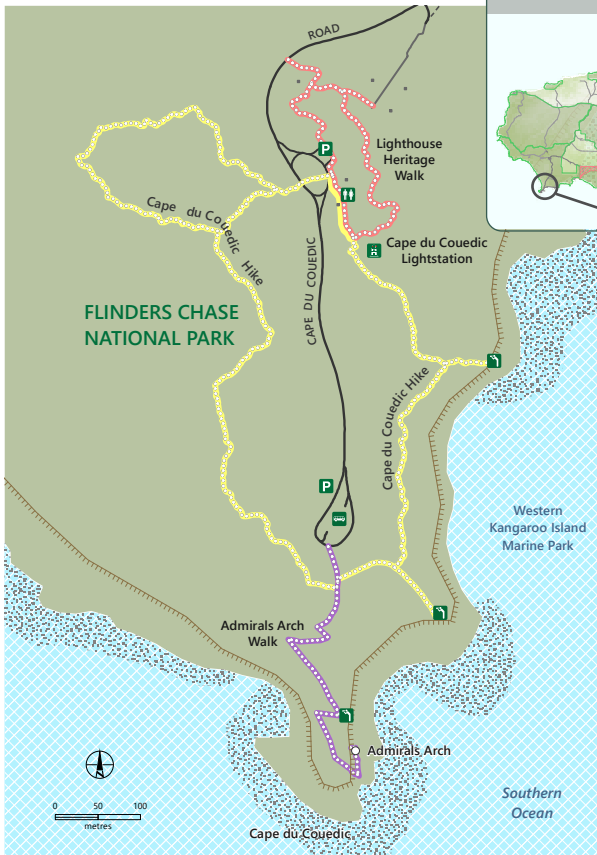 ROAD
P
Lighthouse
Heritage
Walk
Cape du Couedic
Hike
Cape du Couedic
Lightstation
CAPE DU COUEDIC
FLINDERS CHASE
NATIONAL PARK
Cape du Couedic Hike
P
Western
Kangaroo Island
Marine Park
Admirals Arch
Walk
Admirals Arch
0 50 100
metres
Southern
Ocean
Cape du Couedic